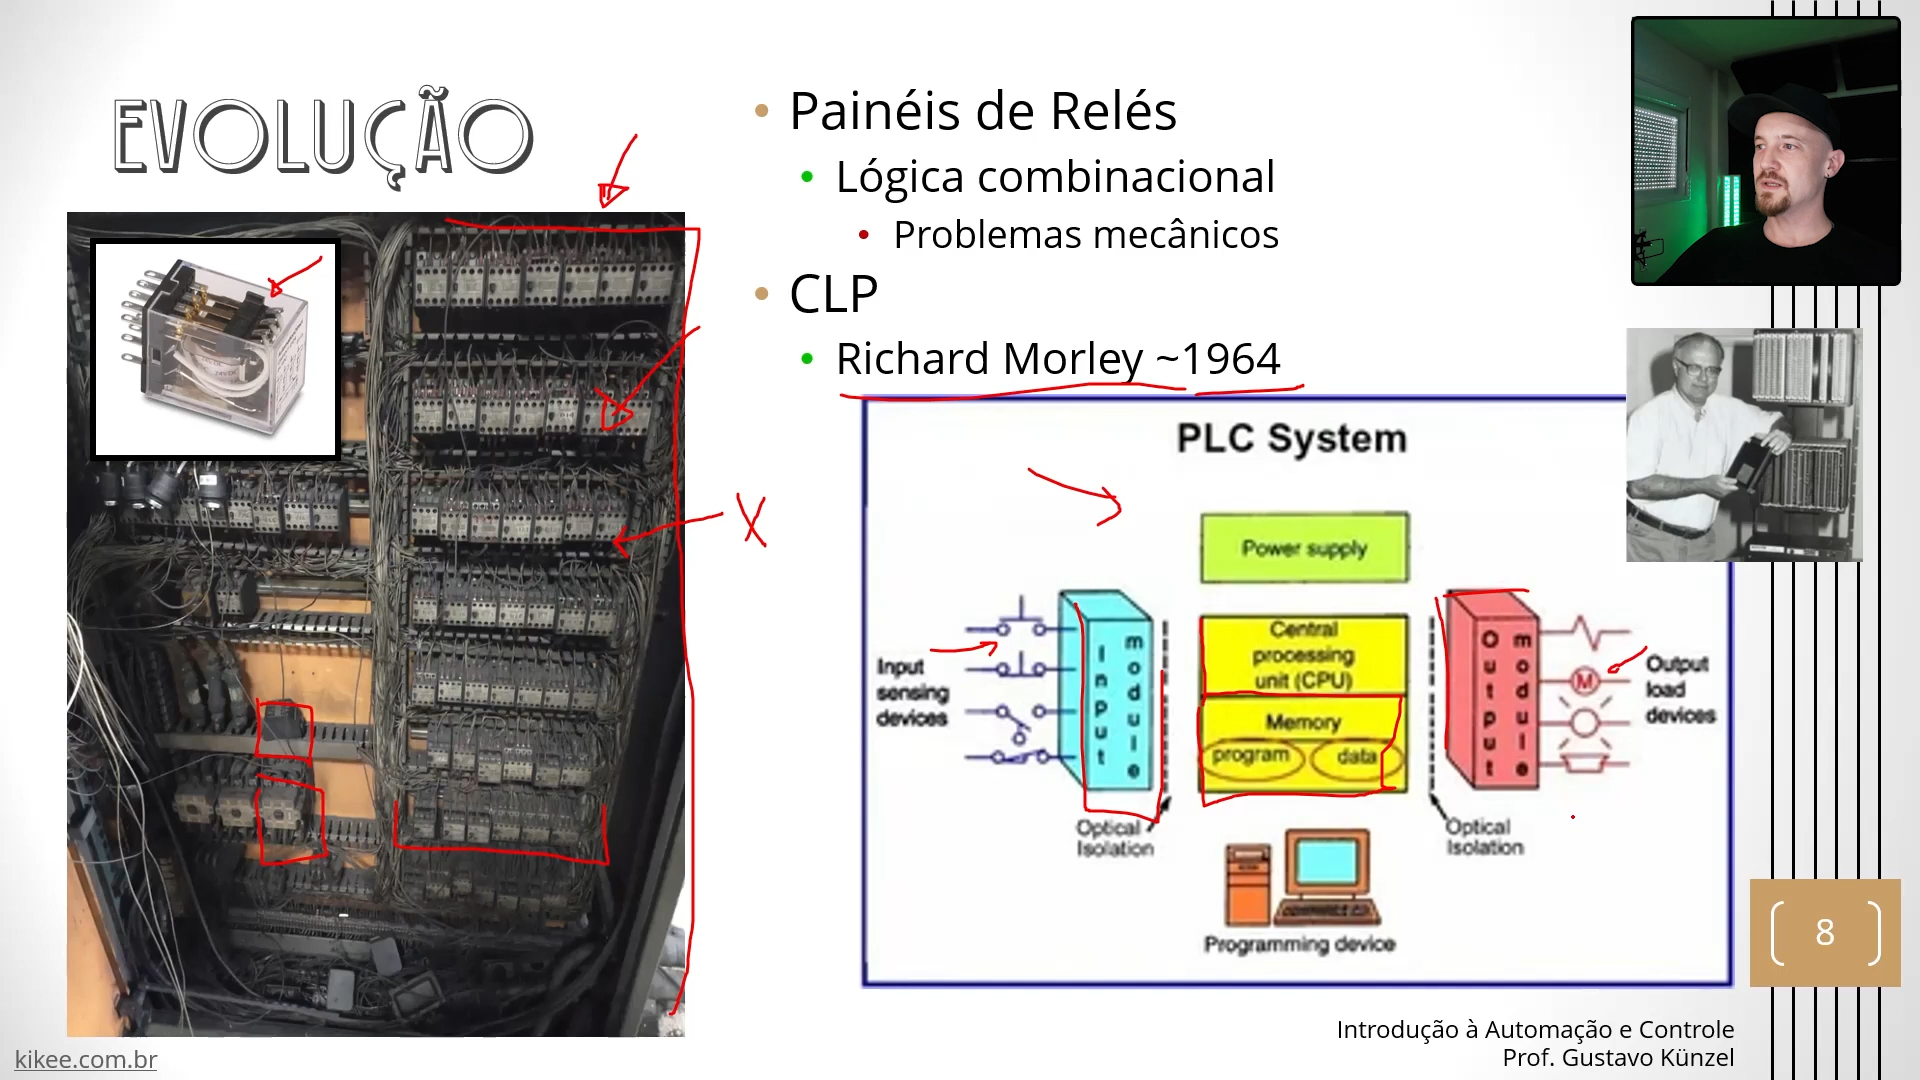 EVOLUÇÃO
• Painéis de Relés
• Lógica combinacional
• Problemas mecânicos
• CLP
• Richard Morley ~1964
X
PLC System
Power supply
Central
processing
unit (CPU)
Memory
program
data
Input
sensing
devices
Input
module
Output
module
Output
load
devices
M
Optical
Isolation
Optical
Isolation
Programming device
8
Introdução à Automação e Controle
Prof. Gustavo Künzel
kikee.com.br